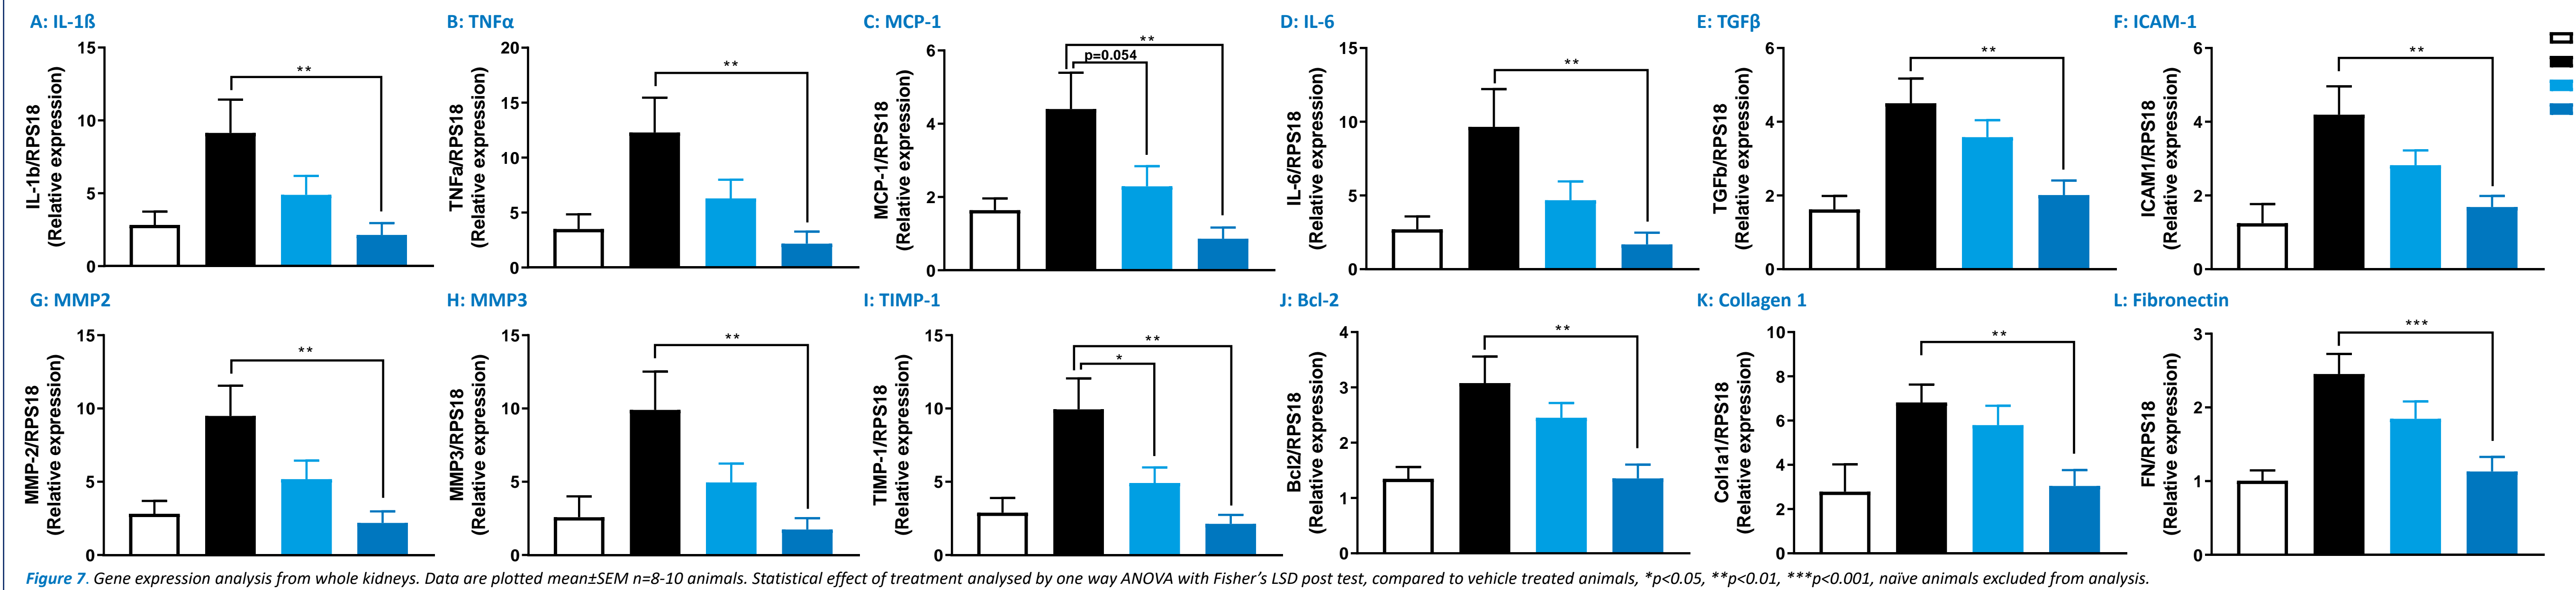 A: IL-1ß
B: TNFα
C: MCP-1
D: IL-6
E: TGFβ
F: ICAM-1
IL-1b/RPS18
(Relative expression)
15
10
5
0
**
TNFa/RPS18
(Relative expression)
20
15
10
5
0
**
MCP-1/RPS18
(Relative expression)
6
4
2
0
**
p=0.054
IL-6/RPS18
(Relative expression)
15
10
5
0
**
TGFb/RPS18
(Relative expression)
6
4
2
0
**
ICAM1/RPS18
(Relative expression)
6
4
2
0
**
G: MMP2
H: MMP3
I: TIMP-1
J: Bcl-2
K: Collagen 1
L: Fibronectin
MMP-2/RPS18
(Relative expression)
15
10
5
0
**
MMP3/RPS18
(Relative expression)
15
10
5
0
**
TIMP-1/RPS18
(Relative expression)
15
10
5
0
**
*
Bcl2/RPS18
(Relative expression)
4
3
2
1
0
**
Col1a1/RPS18
(Relative expression)
10
8
6
4
2
0
**
FN/RPS18
(Relative expression)
3
2
1
0
***
Figure 7. Gene expression analysis from whole kidneys. Data are plotted mean±SEM n=8-10 animals. Statistical effect of treatment analysed by one way ANOVA with Fisher's LSD post test, compared to vehicle treated animals, *p<0.05, **p<0.01, ***p<0.001, naïve animals excluded from analysis.